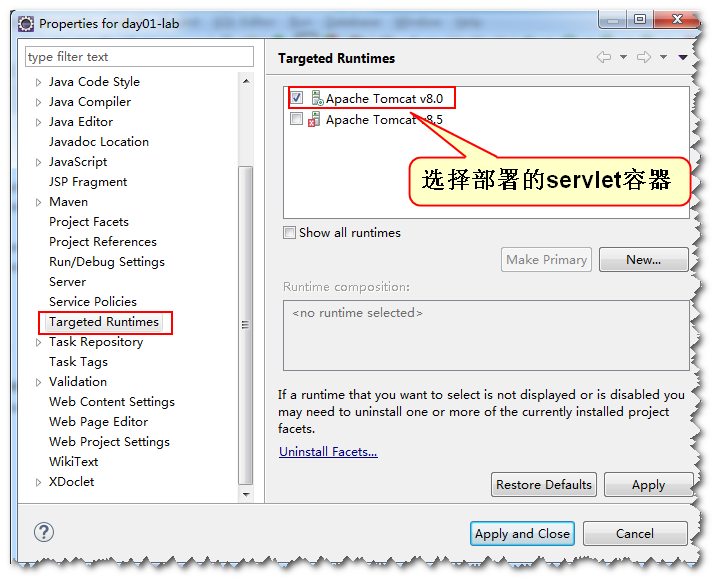 Properties for day01-lab
type filter text
Java Code Style
Java Compiler
Java Editor
Javadoc Location
JavaScript
JSP Fragment
Maven
Project Facets
Project References
Run/Debug Settings
Server
Service Policies
Targeted Runtimes
Task Repository
Task Tags
Validation
Web Content Settings
Web Page Editor
Web Project Settings
WikiText
XDoclet
Targeted Runtimes
Apache Tomcat v8.0
Apache Tomcat v8.5
选择部署的servlet容器
Show all runtimes
Make Primary
New...
Runtime composition:
<no runtime selected>
If a runtime that you want to select is not displayed or is disabled you
may need to uninstall one or more of the currently installed project
facets.
Uninstall Facets...
Restore Defaults
Apply
Apply and Close
Cancel